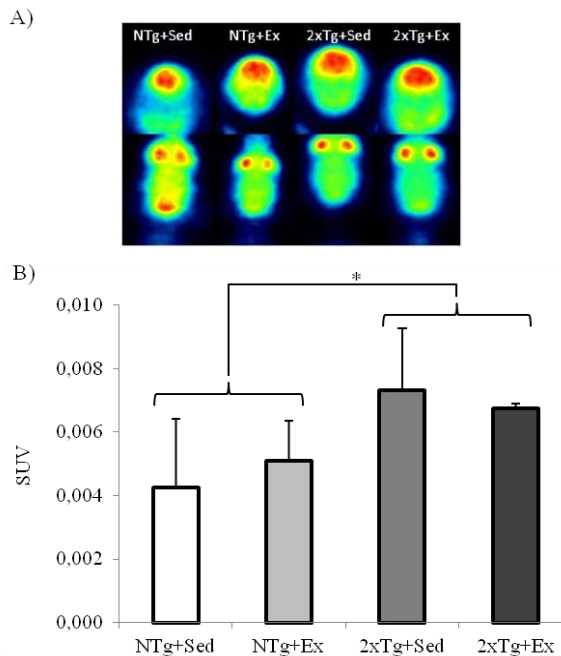 A)
NTg+Sed NTg+Ex 2xTg+Sed 2xTg+Ex
B)
*
0,010
0,008
0,006
0,004
0,002
0,000
SUV
NTg+Sed NTg+Ex 2xTg+Sed 2xTg+Ex